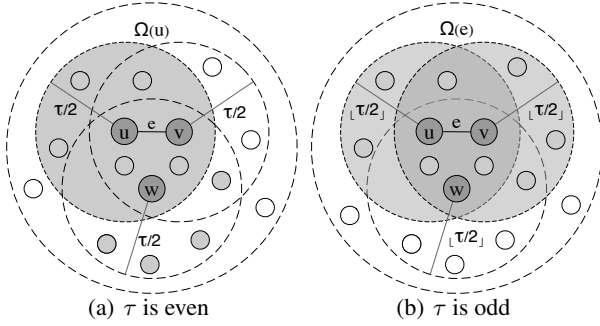 Ω(u)
τ/2
τ/2
e
u
v
w
τ/2
(a) τ is even
Ω(e)
⌊τ/2⌋
⌊τ/2⌋
e
u
v
w
⌊τ/2⌋
(b) τ is odd